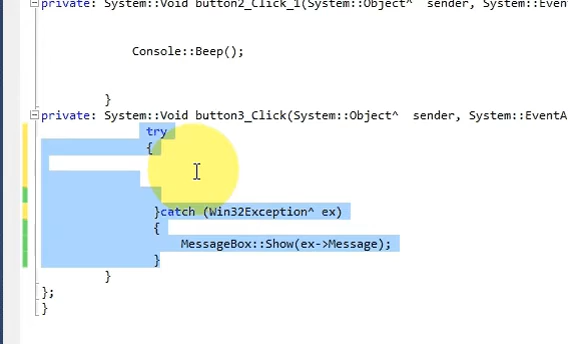 private: System::Void button2_Click_1(System::Object^  sender, System::Even
Console::Beep();
}
private: System::Void button3_Click(System::Object^  sender, System::EventA
try
{
}catch (Win32Exception^ ex)
{
MessageBox::Show(ex->Message);
}
}
};
}